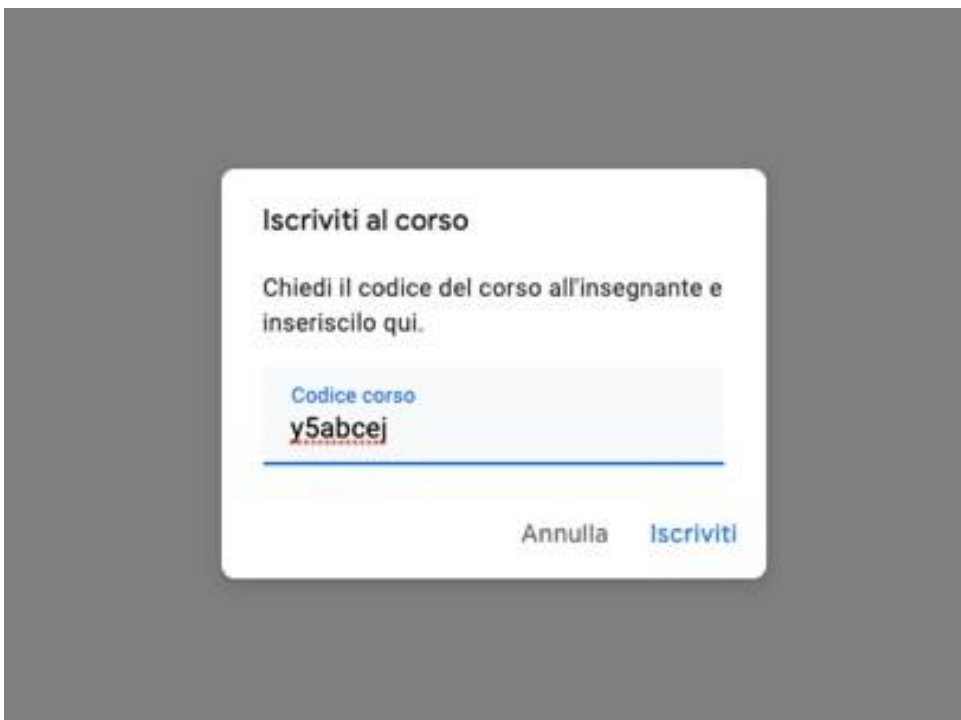 Iscriviti al corso
Chiedi il codice del corso all'insegnante e
inseriscilo qui.
Codice corso
y5abcej
Annulla Iscriviti